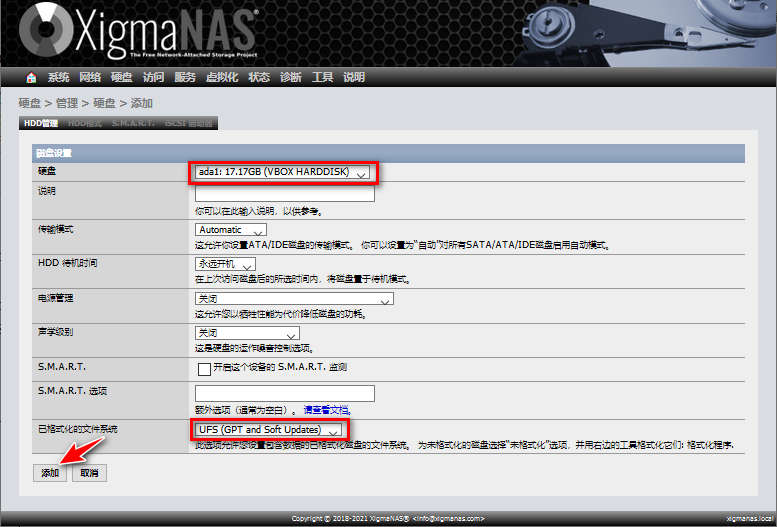 XigmaNAS®
The Free Network-Attached Storage Project
系统 网络 硬盘 访问 服务 虚拟化 状态 诊断 工具 说明
硬盘 > 管理 > 硬盘 > 添加
HDD管理 HDD格式 S.M.A.R.T. iSCSI 启动器
磁盘设置
硬盘
ada1: 17.17GB (VBOX HARDDISK)
说明
你可在此输入说明，以供参考。
传输模式
Automatic
这允许你设置ATA/IDE磁盘的传输模式。 你可以设置为“自动”对所有SATA/ATA/IDE磁盘启用自动模式。
HDD 待机时间
永远开机
在上次访问磁盘后的所选时间内，将磁盘置于待机模式。
电源管理
关闭
这允许您以牺牲性能为代价降低磁盘的功耗。
声学级别
关闭
这是硬盘的运作噪音控制选项。
S.M.A.R.T.
开启这个设备的 S.M.A.R.T. 监测
S.M.A.R.T. 选项
额外选项（通常为空白）。 请查看文档。
已格式化的文件系统
UFS (GPT and Soft Updates)
此选项允许您设置包含数据的已格式化磁盘的文件系统。 为未格式化的磁盘选择“未格式化”选项，并用右边的工具格式化它们: 格式化程序.
添加 取消
Copyright © 2018-2021 XigmaNAS® <info@xigmanas.com>
xigmanas.local